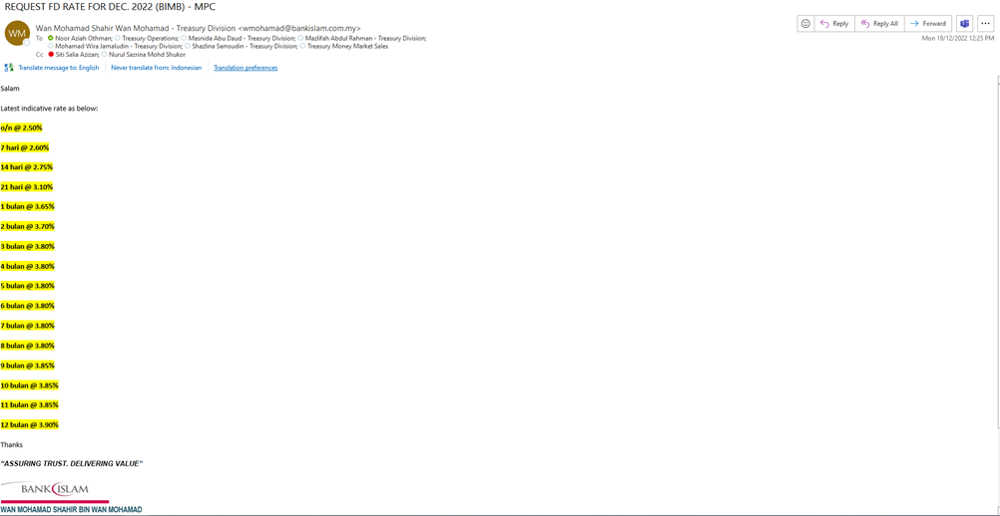 REQUEST FD RATE FOR DEC. 2022 (BIMB) - MPC
WM
Wan Mohamad Shahir Wan Mohamad - Treasury Division <wmohamad@bankislam.com.my>
Reply
Reply All
Forward
To Noor Aziah Othman; Treasury Operations; Masnida Abu Daud - Treasury Division; Mazlifah Abdul Rahman - Treasury Division;
Mohamad Wira Jamaludin - Treasury Division; Shazlina Samsudin - Treasury Division; Treasury Money Market Sales
Mon 19/12/2022 12:25 PM
Cc Siti Salia Azizan; Nurul Sazrina Mohd Shukor
Translate message to: English
Never translate from: Indonesian
Translation preferences
Salam
Latest indicative rate as below:
o/n @ 2.50%
7 hari @ 2.60%
14 hari @ 2.75%
21 hari @ 3.10%
1 bulan @ 3.65%
2 bulan @ 3.70%
3 bulan @ 3.80%
4 bulan @ 3.80%
5 bulan @ 3.80%
6 bulan @ 3.80%
7 bulan @ 3.80%
8 bulan @ 3.80%
9 bulan @ 3.85%
10 bulan @ 3.85%
11 bulan @ 3.85%
12 bulan @ 3.90%
Thanks
"ASSURING TRUST. DELIVERING VALUE"
BANK ISLAM
WAN MOHAMAD SHAHIR BIN WAN MOHAMAD